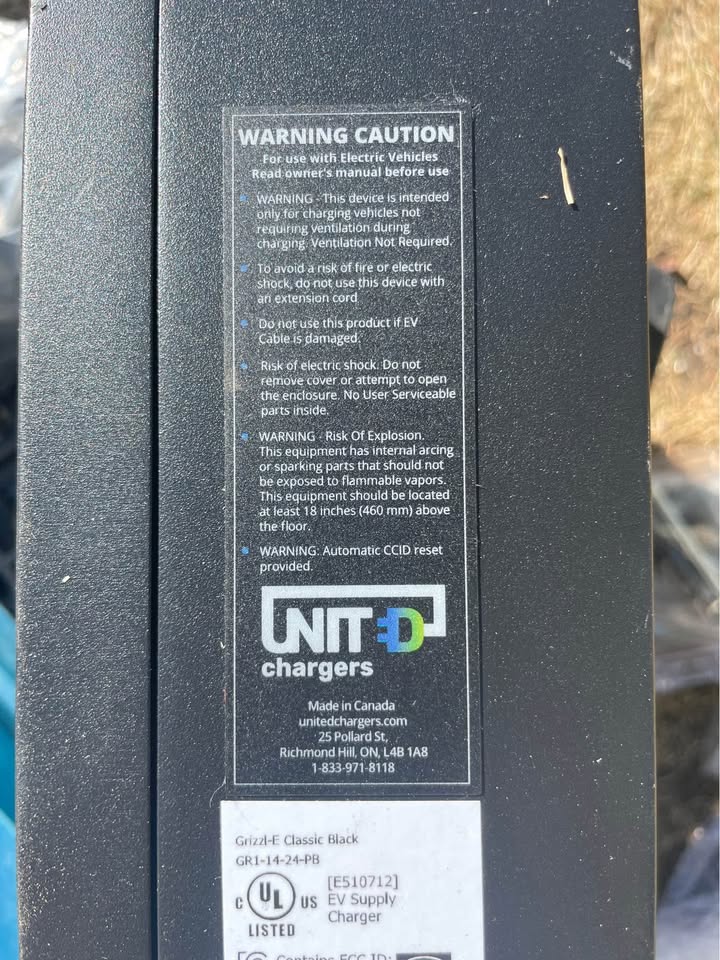 WARNING CAUTION
For use with Electric Vehicles
Read owner's manual before use
WARNING - This device is intended
only for charging vehicles not
requiring ventilation during
charging. Ventilation Not Required.
To avoid a risk of fire or electric
shock, do not use this device with
an extension cord
Do not use this product if EV
Cable is damaged.
Risk of electric shock. Do not
remove cover or attempt to open
the enclosure. No User Serviceable
parts inside.
WARNING - Risk Of Explosion.
This equipment has internal arcing
or sparking parts that should not
be exposed to flammable vapors.
This equipment should be located
at least 18 inches (460 mm) above
the floor.
WARNING: Automatic CCID reset
provided.
UNITED
chargers
Made in Canada
unitedchargers.com
25 Pollard St,
Richmond Hill, ON, L4B 1A8
1-833-971-8118
Grizzl-E Classic Black
GR1-14-24-PB
C UL US
LISTED
[E510712]
EV Supply
Charger
Contains FCC ID: